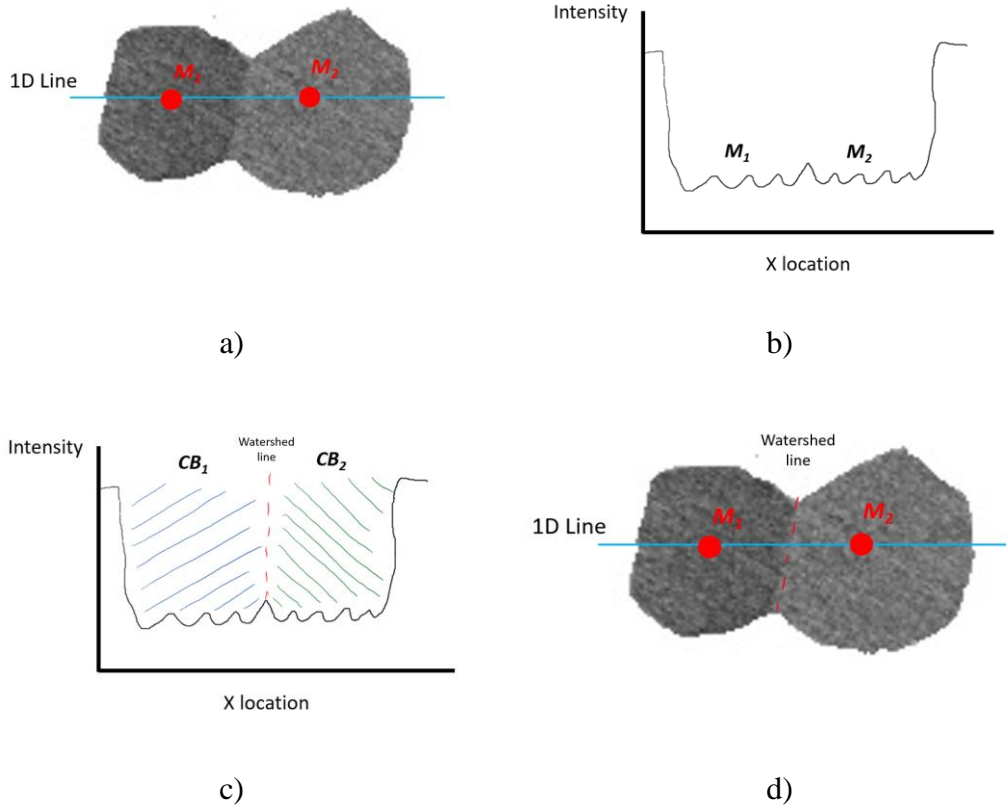 1D Line
M₁
M₂
a)
Intensity
M₁
M₂
X location
b)
Intensity
CB₁
Watershed
line
CB₂
X location
c)
Watershed
line
1D Line
M₁
M₂
d)